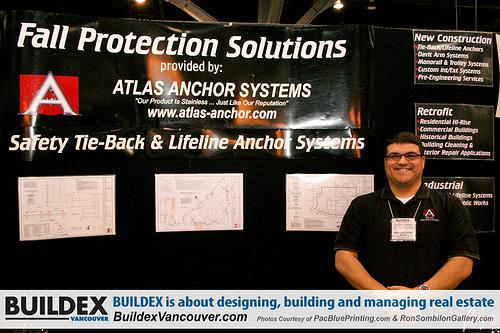 Fall Protection Solutions
provided by:
A
ATLAS ANCHOR SYSTEMS
"Our Product is Stainless ... Just Like Our Reputation"
www.atlas-anchor.com
Safety Tie-Back & Lifeline Anchor Systems
New Construction
Tie-Back/Lifeline Anchors
Davit Arm Systems
Monorail & Trolley Systems
Custom Int/Ext Systems
Pre-Engineering Services
Retrofit
Residential Hi-Rise
Commercial Buildings
Historical Buildings
Building Cleaning &
terior Repair Applications
ndustrial
eline Systems
blic Works
BUILDEX
VANCOUVER
BUILDEX is about designing, building and managing real estate
BuildexVancouver.com
Photos Courtesy of PacBluePrinting.com & RonSombilonGallery.com